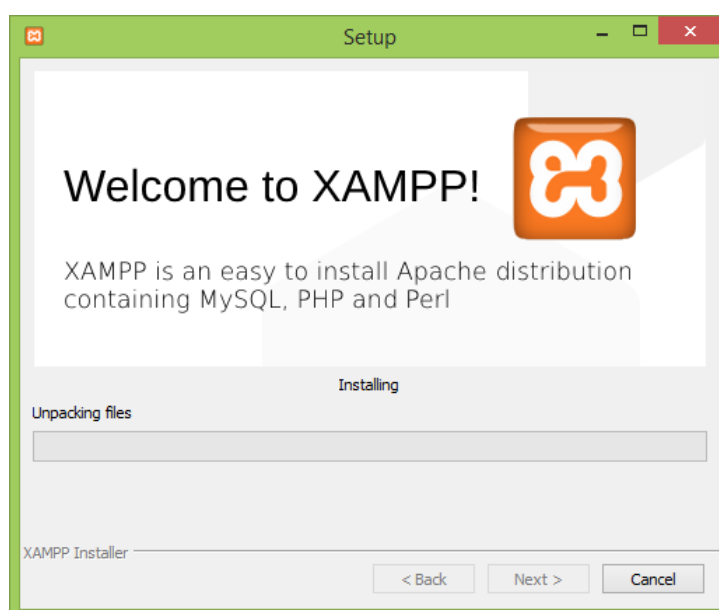 Setup
Welcome to XAMPP!
XAMPP is an easy to install Apache distribution
containing MySQL, PHP and Perl
Installing
Unpacking files
XAMPP Installer
< Back Next > Cancel